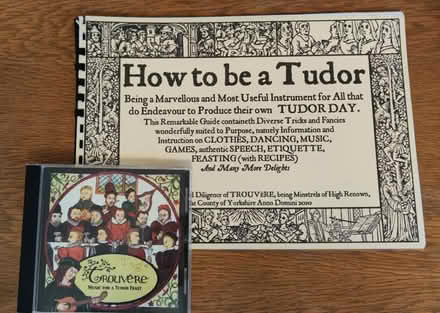 How to be a Tudor
Being a Marvellous and Most Useful Instrument for All that
do Endeavour to Produce their own TUDOR DAY.
This Remarkable Guide containeth Diverse Tricks and Fancies
wonderfully suited to Purpose, namely Information and
Instruction on CLOTHES, DANCING, MUSIC,
GAMES, authentic SPEECH, ETIQUETTE,
FEASTING (with RECIPES)
And Many More Delights
Diligence of TROUVÈRE, being Minstrels of High Renown,
County of Yorkshire Anno Domini 2010
TROUVÈRE
MUSIC FOR A TUDOR FEAST